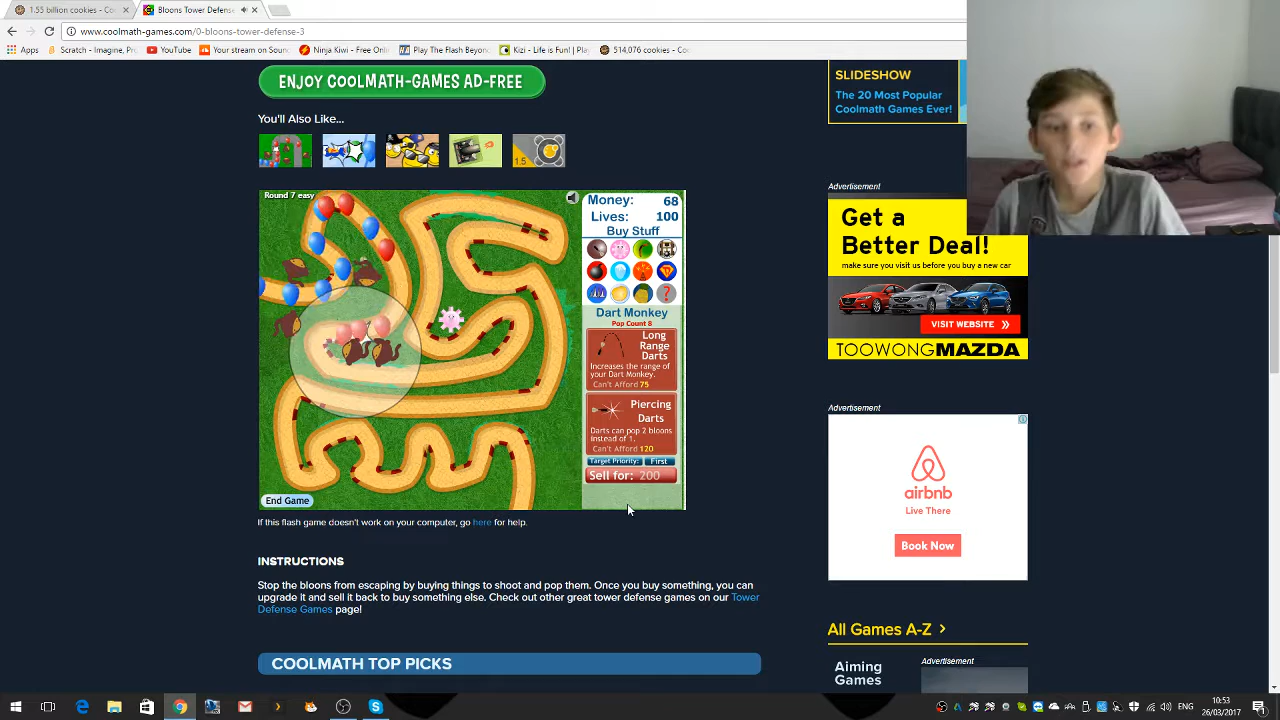 1.55 billion cookies - Co
Bloons Tower Defense
www.coolmath-games.com/0-bloons-tower-defense-3
Apps
Scratch - Imagine, Pro
YouTube
Your stream on Sound
Ninja Kiwi - Free Onli
Play The Flash Beyond
Kizi - Life is Fun! | Pla
514,076 cookies - Coo
ENJOY COOLMATH-GAMES AD-FREE
You'll Also Like...
1.5
SLIDESHOW
The 20 Most Popular
Coolmath Games Ever!
Round 7 easy
Money: 68
Lives: 100
Buy Stuff
?
Dart Monkey
Pop Count 8
Long
Range
Darts
Increases the range of
your Dart Monkey.
Can't Afford 75
Piercing
Darts
Darts can pop 2 bloons
instead of 1.
Can't Afford 120
Target Priority: First
Sell for: 200
End Game
If this flash game doesn't work on your computer, go here for help.
INSTRUCTIONS
Stop the bloons from escaping by buying things to shoot and pop them. Once you buy something, you can
upgrade it and sell it back to buy something else. Check out other great tower defense games on our Tower
Defense Games page!
COOLMATH TOP PICKS
Advertisement
Get a
Better Deal!
make sure you visit us before you buy a new car
VISIT WEBSITE
TOOWONGMAZDA
Advertisement
airbnb
Live There
Book Now
All Games A-Z >
Aiming
Games
Advertisement
ENG
10:53
26/03/2017